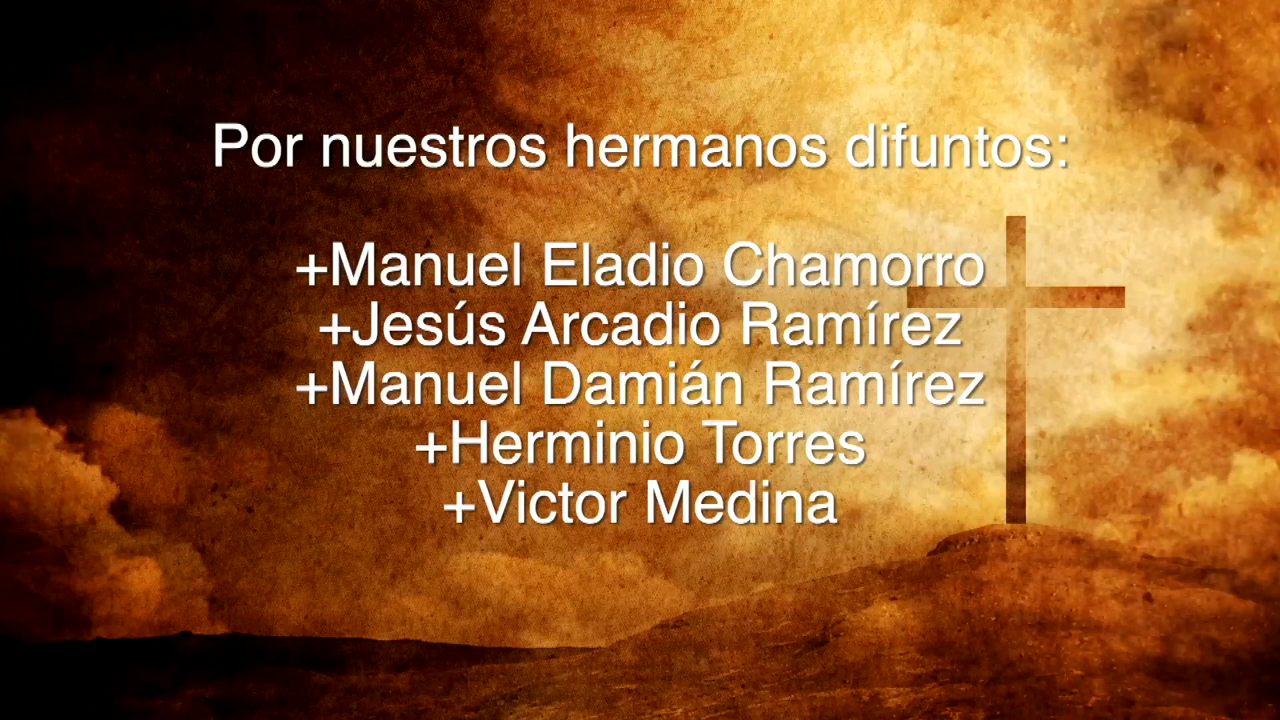 Por nuestros hermanos difuntos:
+Manuel Eladio Chamorro
+Jesús Arcadio Ramírez
+Manuel Damián Ramírez
+Herminio Torres
+Victor Medina